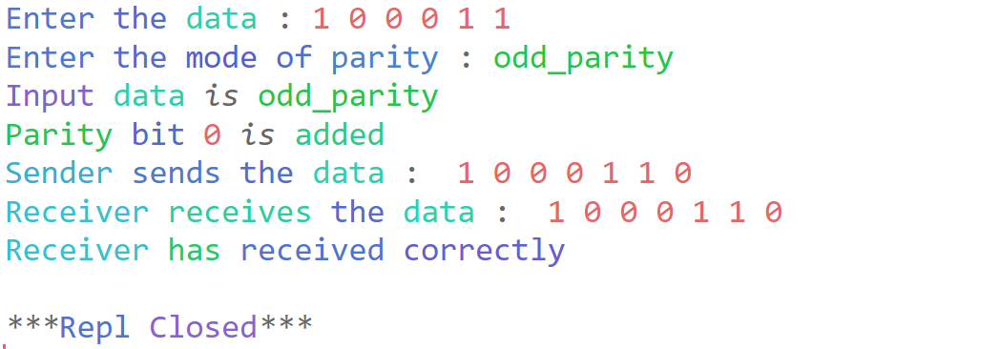 Enter the data : 1 0 0 0 1 1
Enter the mode of parity : odd_parity
Input data is odd_parity
Parity bit 0 is added
Sender sends the data :  1 0 0 0 1 1 0
Receiver receives the data :  1 0 0 0 1 1 0
Receiver has received correctly
***Repl Closed***